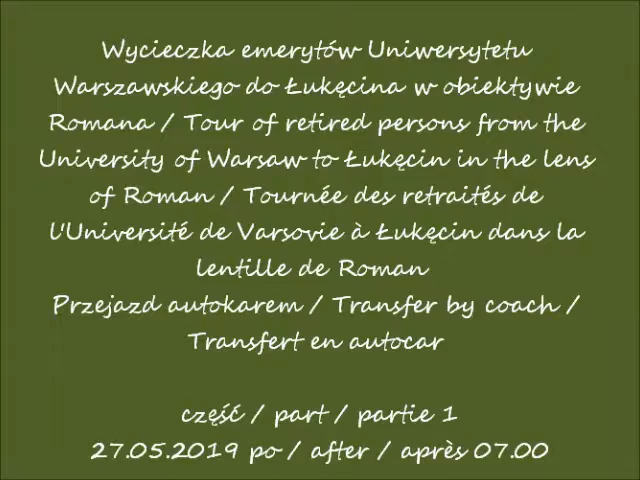 Wycieczka emerytów Uniwersytetu
Warszawskiego do Łukęcina w obiektywie
Romana / Tour of retired persons from the
University of Warsaw to Łukęcin in the lens
of Roman / Tournée des retraités de
l'Université de Varsovie à Łukęcin dans la
lentille de Roman
Przejazd autokarem / Transfer by coach /
Transfert en autocar
część / part / partie 1
27.05.2019 po / after / après 07.00